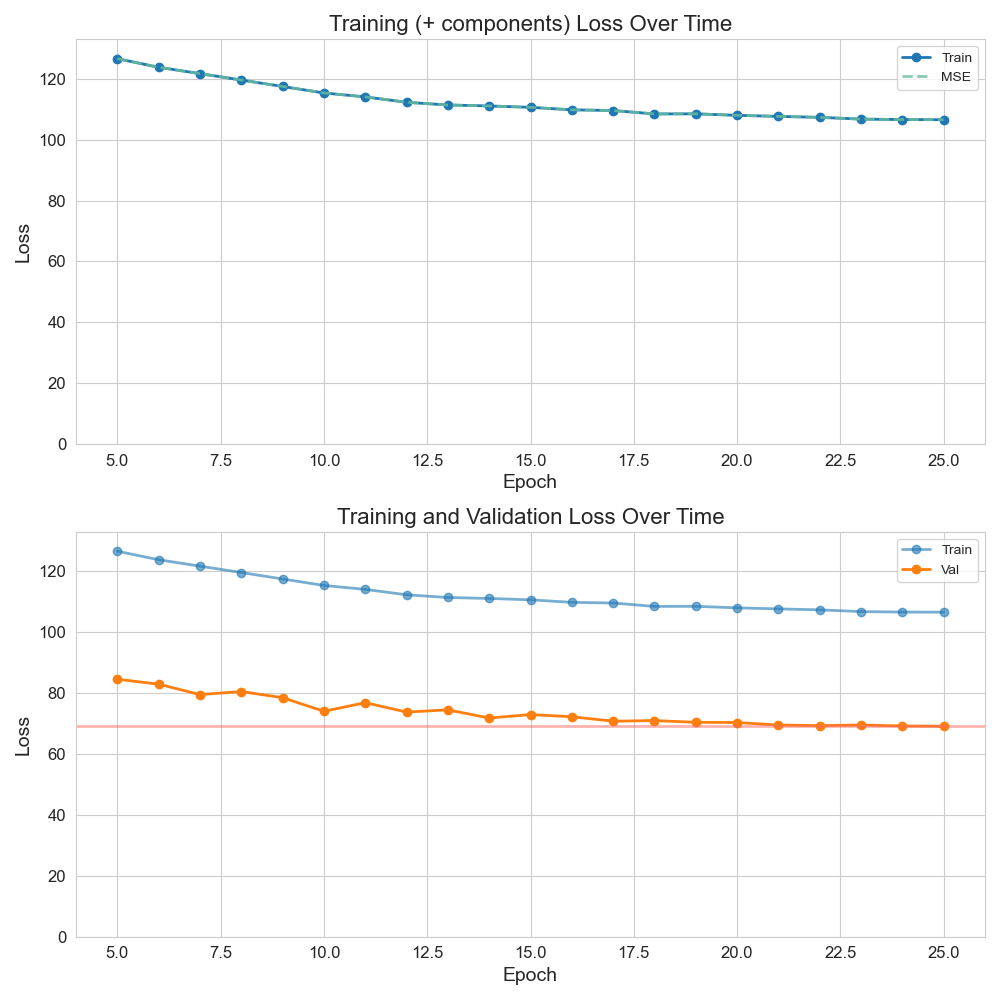 Training (+ components) Loss Over Time
Train
MSE
Loss
120
100
80
60
40
20
0
5.0 7.5 10.0 12.5 15.0 17.5 20.0 22.5 25.0
Epoch
Training and Validation Loss Over Time
Train
Val
Loss
120
100
80
60
40
20
0
5.0 7.5 10.0 12.5 15.0 17.5 20.0 22.5 25.0
Epoch